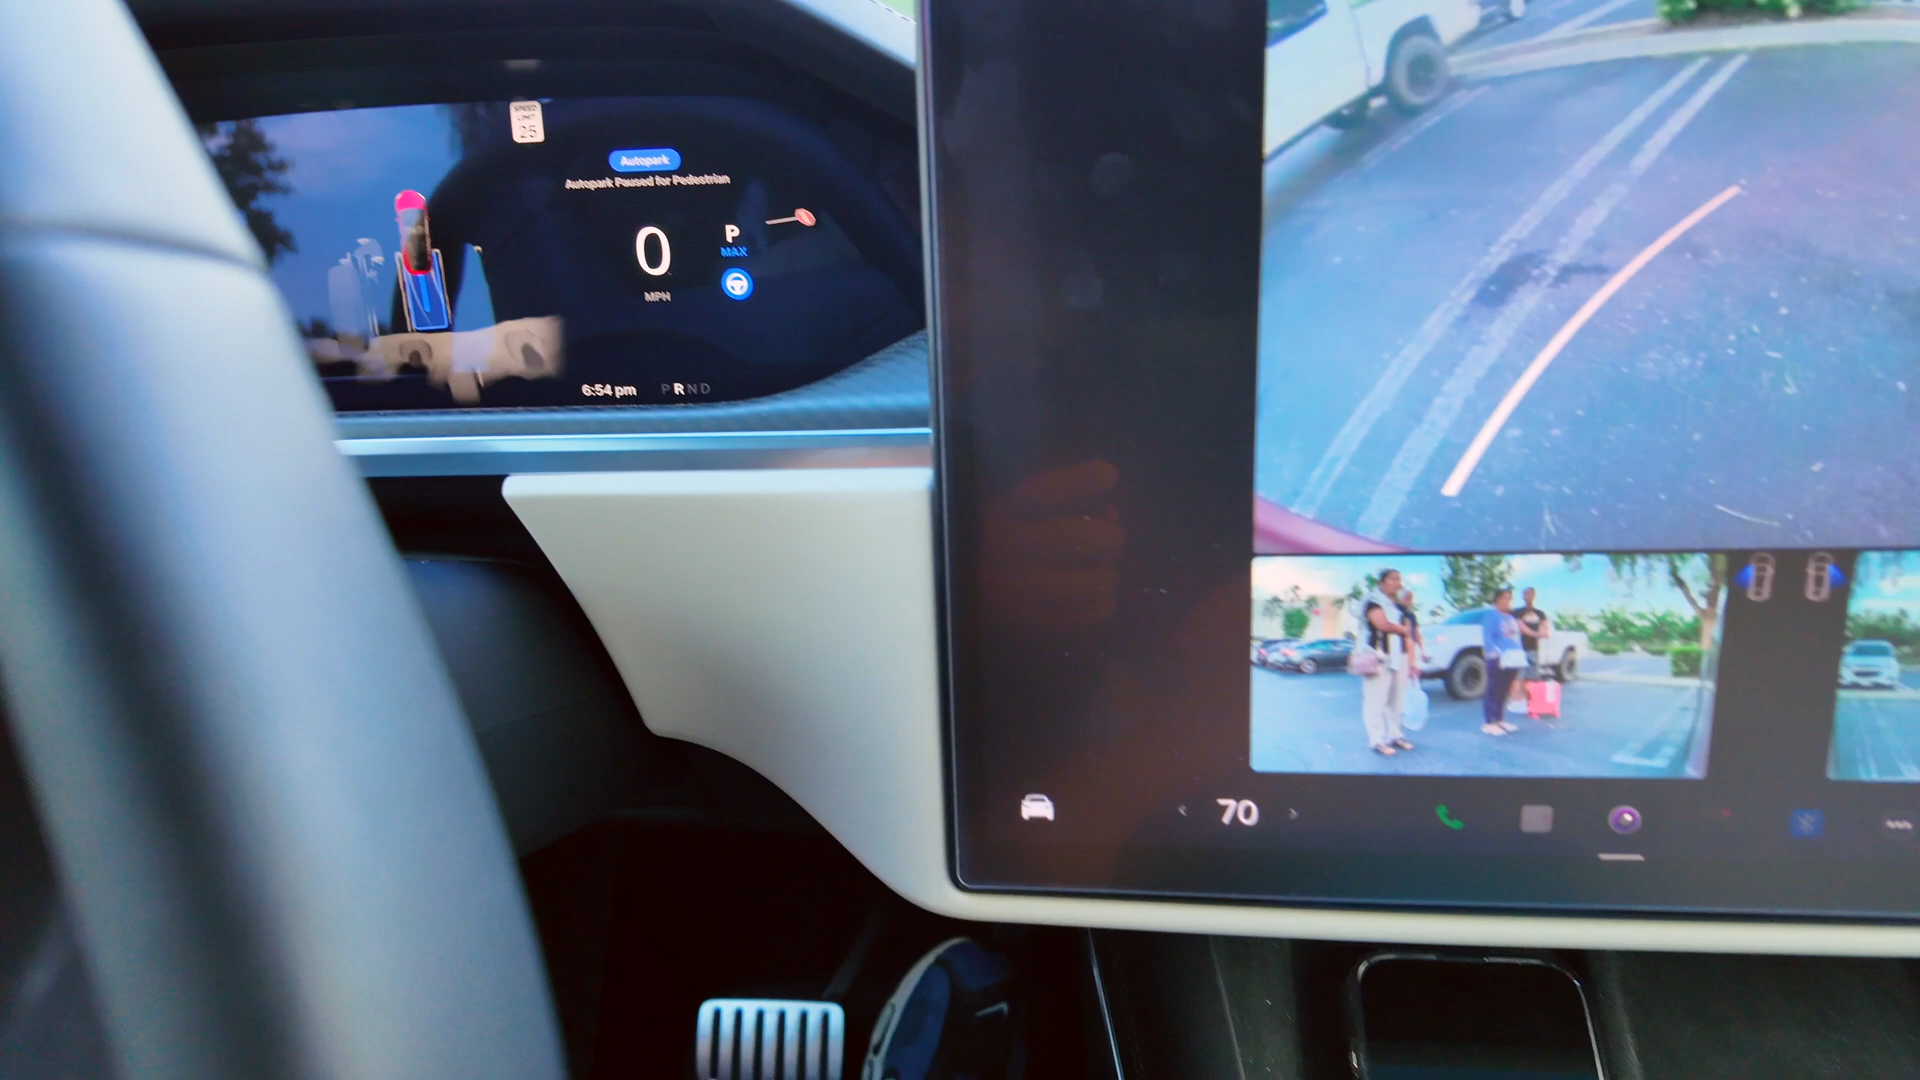 SPEED
LIMIT
25
Autopark
Autopark Paused for Pedestrian
0
P
MAX
MPH
6:54 pm
P R N D
70